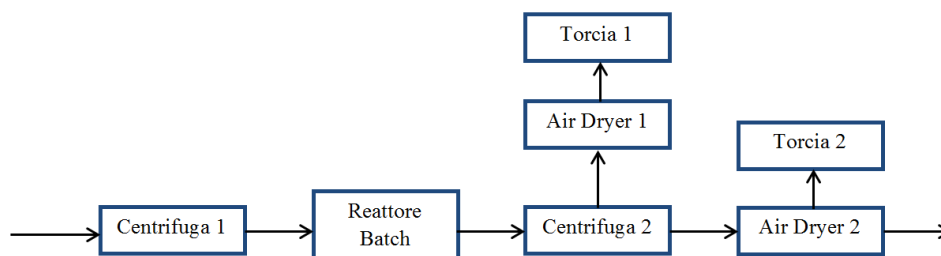 Torcia 1
Air Dryer 1
Torcia 2
Centrifuga 1
Reattore
Batch
Centrifuga 2
Air Dryer 2